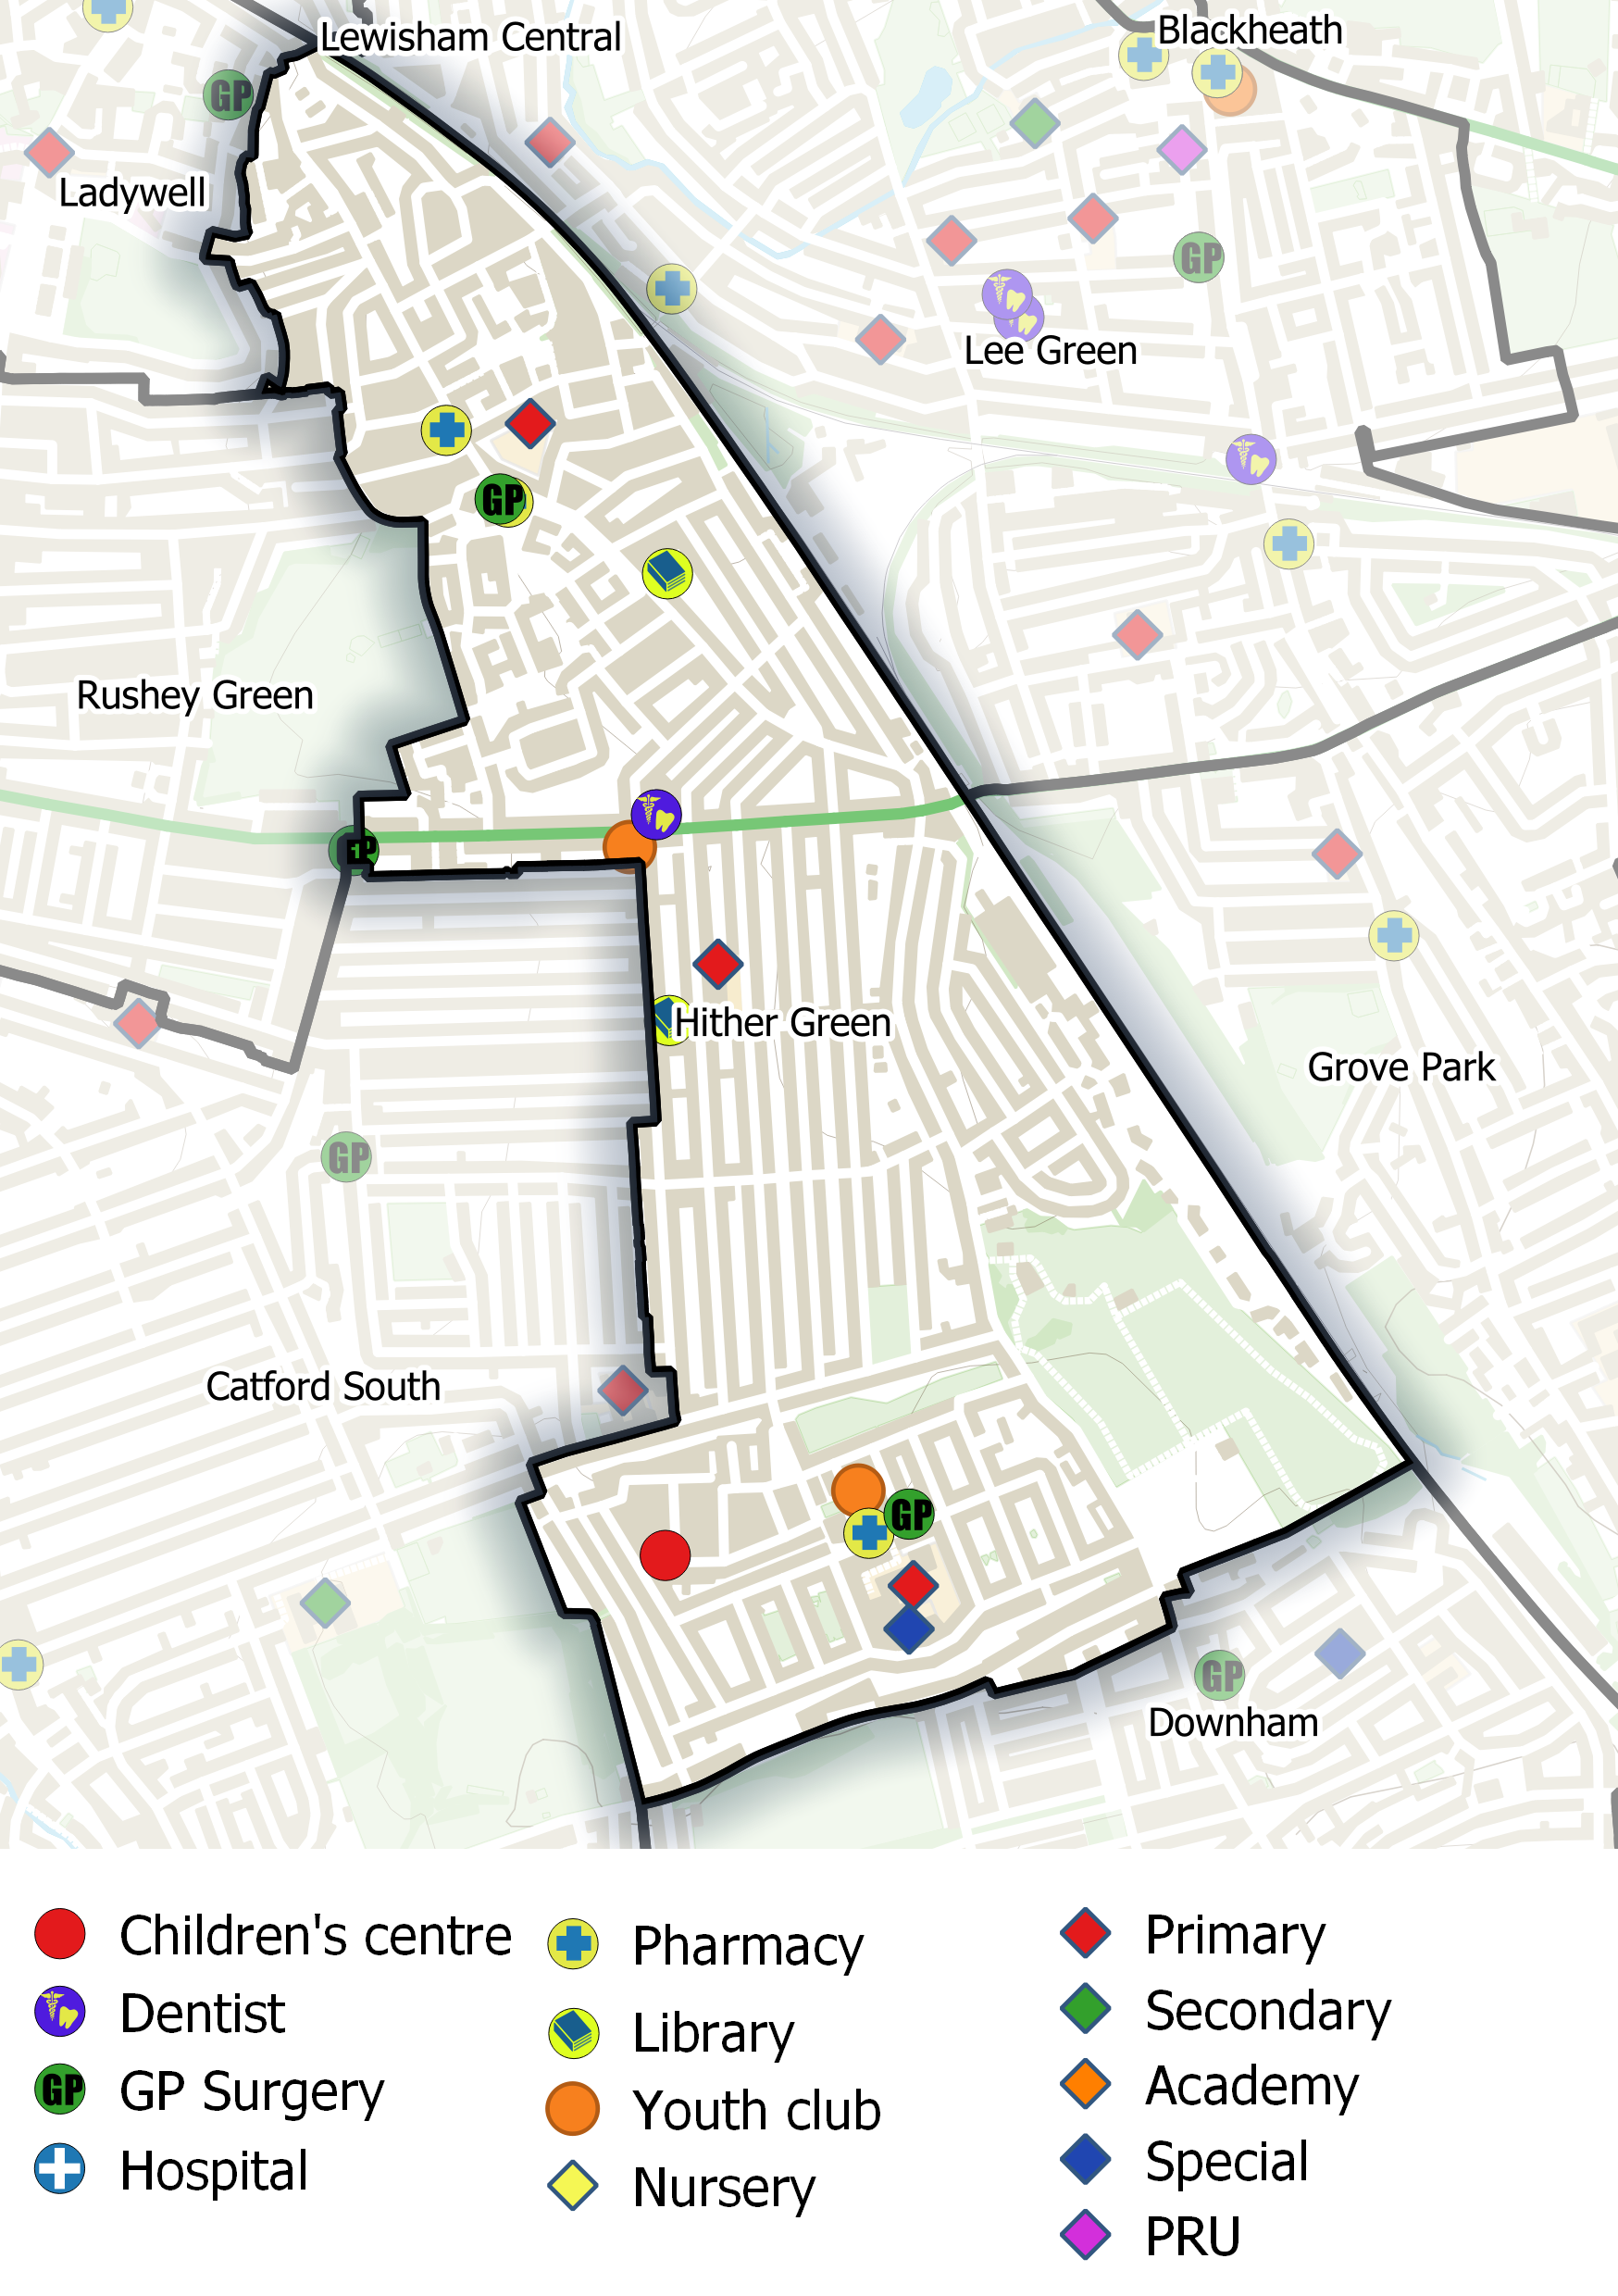 Lewisham Central
Blackheath
GP
Ladywell
GP
Lee Green
GP
Rushey Green
Hither Green
Grove Park
GP
Catford South
GP
GP
Downham
Children's centre
Pharmacy
Primary
Dentist
Library
Secondary
GP GP Surgery
Youth club
Academy
Hospital
Nursery
Special
PRU